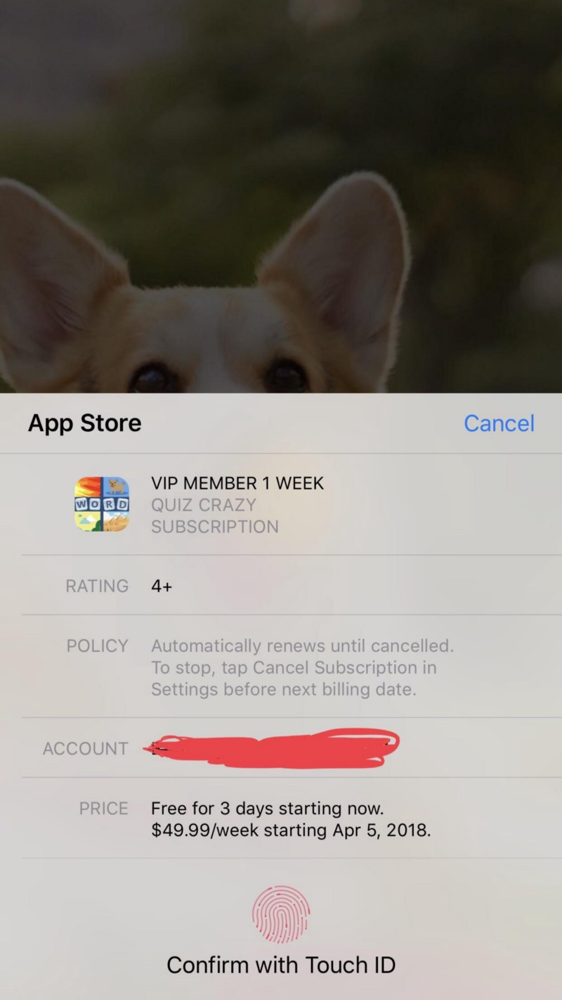 App Store
Cancel
WORD
VIP MEMBER 1 WEEK
QUIZ CRAZY
SUBSCRIPTION
RATING
4+
POLICY
Automatically renews until cancelled.
To stop, tap Cancel Subscription in
Settings before next billing date.
ACCOUNT
PRICE
Free for 3 days starting now.
$49.99/week starting Apr 5, 2018.
Confirm with Touch ID